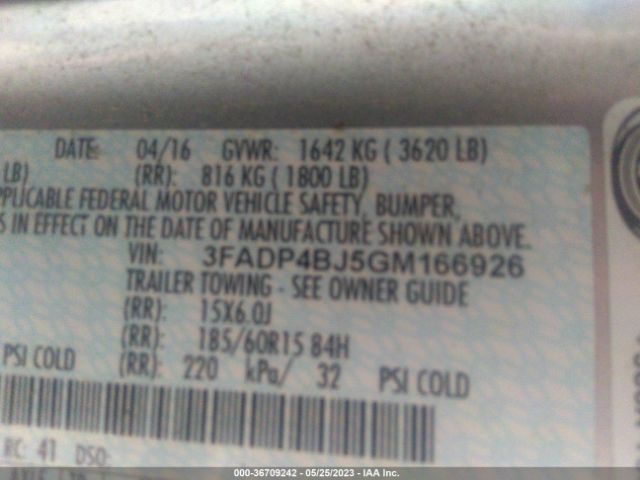 DATE: 04/16 GVWR: 1642 KG ( 3620 LB)
LB) (RR): 816 KG ( 1800 LB)
APPLICABLE FEDERAL MOTOR VEHICLE SAFETY, BUMPER,
S IN EFFECT ON THE DATE OF MANUFACTURE SHOWN ABOVE.
VIN: 3FADP4BJ5GM166926
TRAILER TOWING - SEE OWNER GUIDE
(RR): 15X6.0J
(RR): 185/60R15 84H
PSI COLD (RR): 220 kPa/ 32 PSI COLD
RC: 41 DSO:
000-36709242 - 05/25/2023 - IAA Inc.